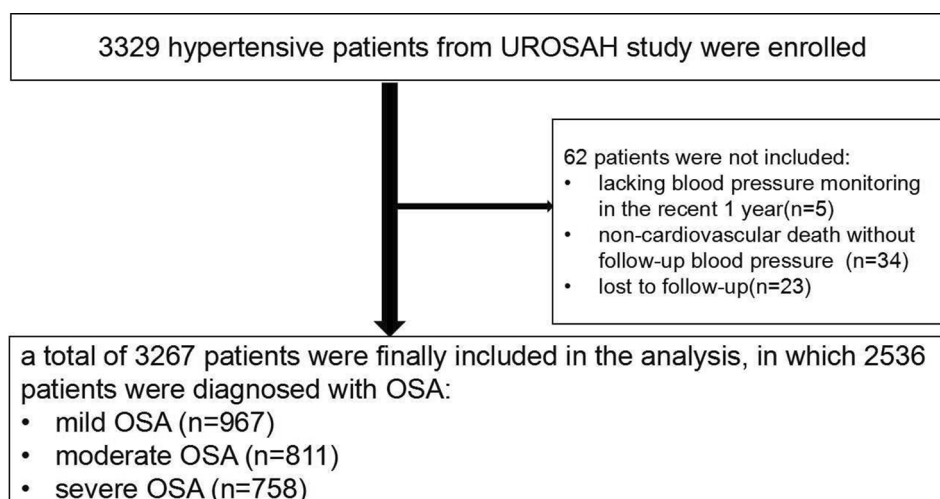 3329 hypertensive patients from UROSAH study were enrolled
62 patients were not included:
• lacking blood pressure monitoring
in the recent 1 year(n=5)
• non-cardiovascular death without
follow-up blood pressure (n=34)
• lost to follow-up(n=23)
a total of 3267 patients were finally included in the analysis, in which 2536
patients were diagnosed with OSA:
• mild OSA (n=967)
• moderate OSA (n=811)
• severe OSA (n=758)